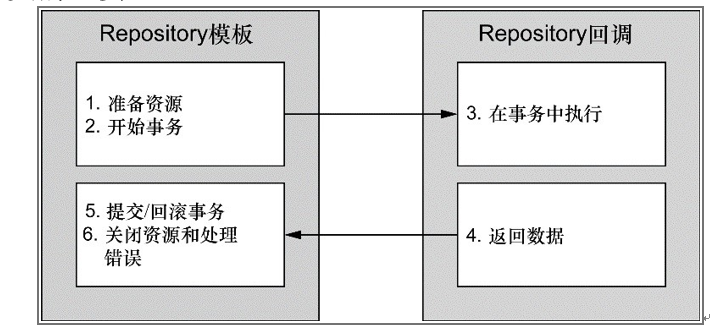 Repository模板
1. 准备资源
2. 开始事务
5. 提交/回滚事务
6. 关闭资源和处理
错误
Repository回调
3. 在事务中执行
4. 返回数据